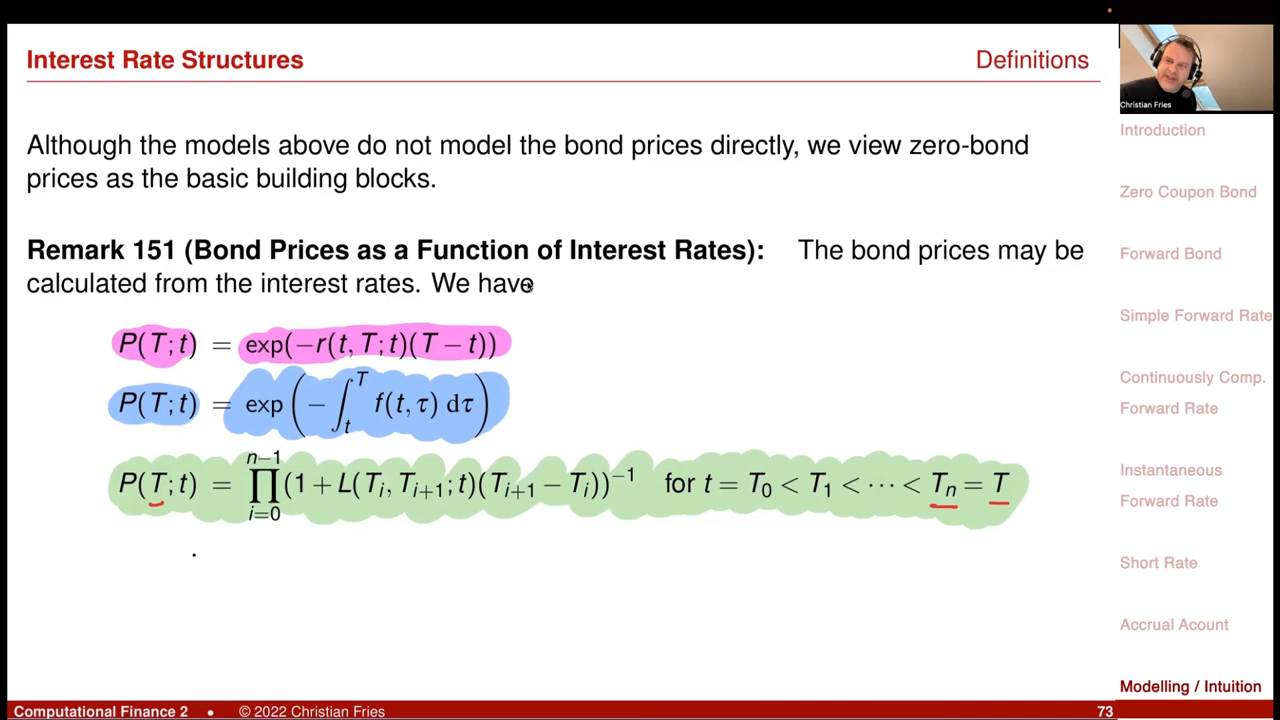 Interest Rate Structures
Definitions
Although the models above do not model the bond prices directly, we view zero-bond
prices as the basic building blocks.
Remark 151 (Bond Prices as a Function of Interest Rates): The bond prices may be
calculated from the interest rates. We have
P(T; t) = exp(−r(t, T; t)(T − t))
P(T; t) = exp(−∫_t^T f(t, τ) dτ)
P(T; t) = ∏_{i=0}^{n−1} (1 + L(T_i, T_{i+1}; t)(T_{i+1} − T_i))^{−1} for t = T_0 < T_1 < ⋯ < T_n = T
.
Christian Fries
Introduction
Zero Coupon Bond
Forward Bond
Simple Forward Rate
Continuously Comp.
Forward Rate
Instantaneous
Forward Rate
Short Rate
Accrual Acount
Modelling / Intuition
Computational Finance 2 • © 2022 Christian Fries
73